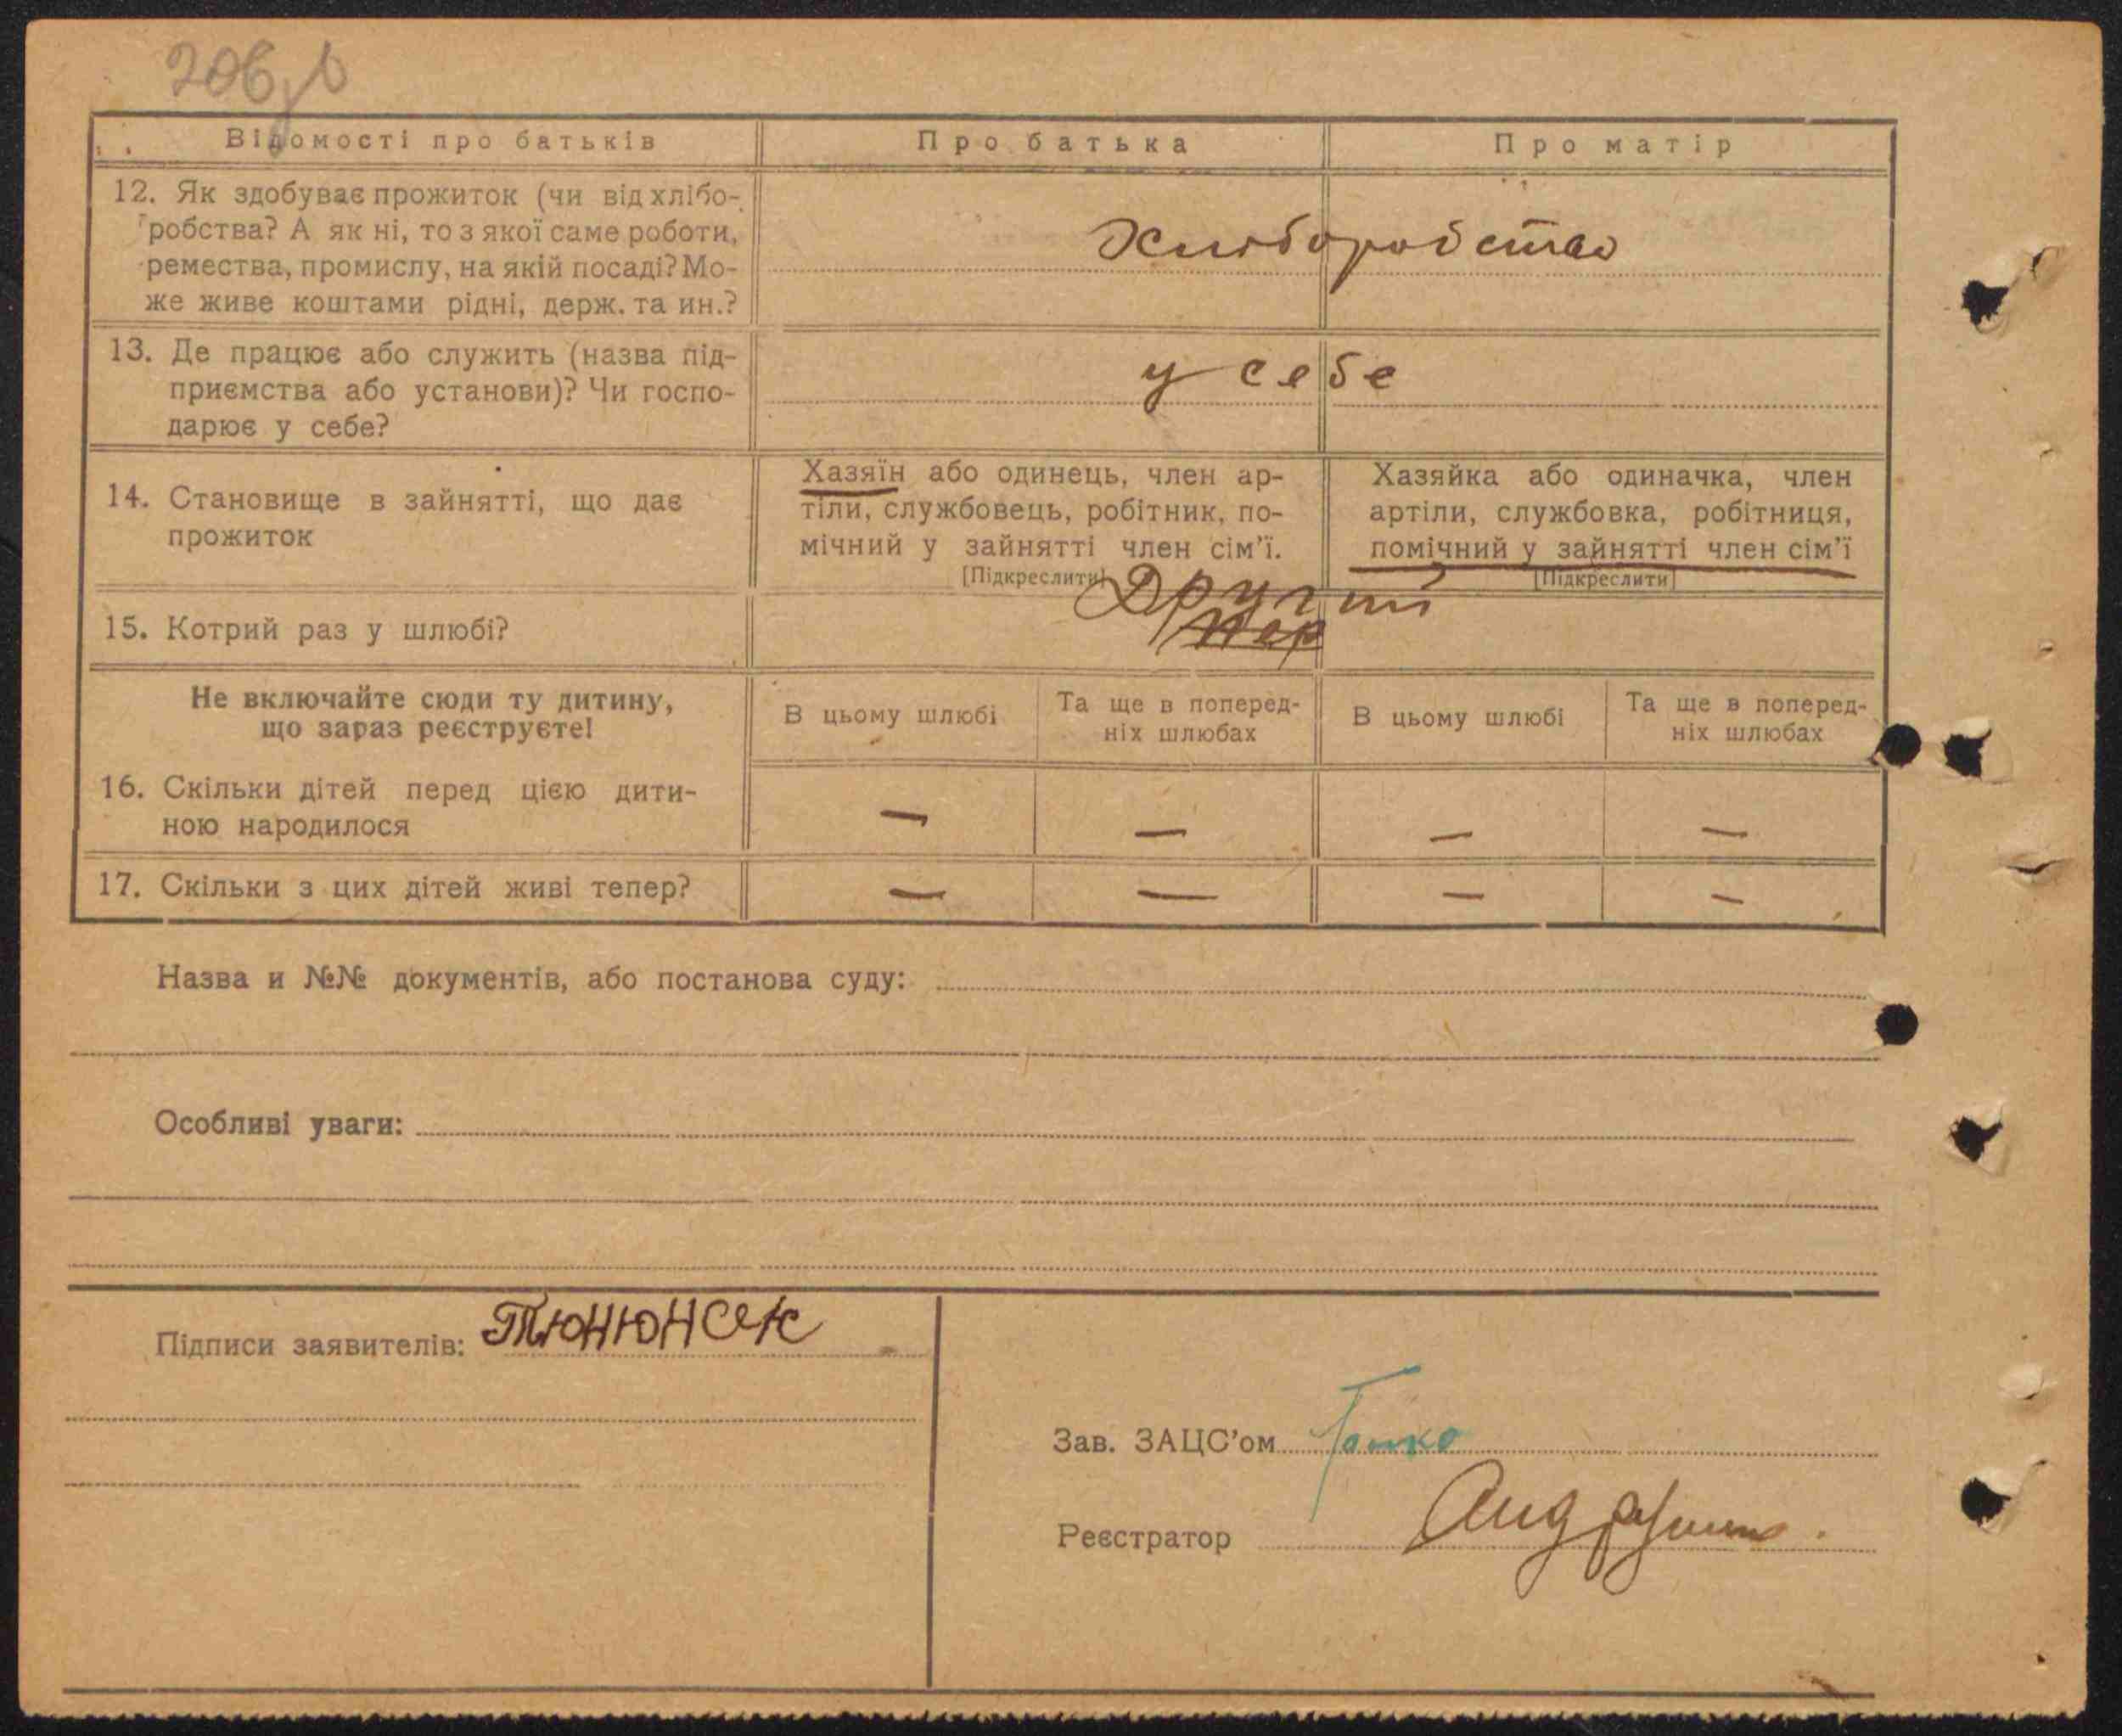 Відомості про батьків
Про батька
Про матір
12. Як здобуває прожиток (чи від хлібо-
робства? А як ні, то з якої саме роботи,
ремества, промислу, на якій посаді? Мо-
же живе коштами рідні, держ. та ин.?
Хліборобство
13. Де працює або служить (назва під-
приємства або установи)? Чи госпо-
дарює у себе?
у себе
14. Становище в зайнятті, що дає
прожиток
Хазяїн або одинець, член ар-
тіли, службовець, робітник, по-
мічний у зайнятті член сім'ї.
[Підкреслити]
Хазяйка або одиначка, член
артіли, службовка, робітниця,
помічний у зайнятті член сім'ї
[Підкреслити]
15. Котрий раз у шлюбі?
Другий
Пер
Не включайте сюди ту дитину,
що зараз реєструєте!
В цьому шлюбі
Та ще в поперед-
ніх шлюбах
В цьому шлюбі
Та ще в поперед-
ніх шлюбах
16. Скільки дітей перед цією дити-
ною народилося
— — — —
17. Скільки з цих дітей живі тепер?
— — — —
Назва и №№ документів, або постанова суду:
Особливі уваги:
Підписи заявителів: Тюнюнсек
Зав. ЗАЦС'ом
Реєстратор